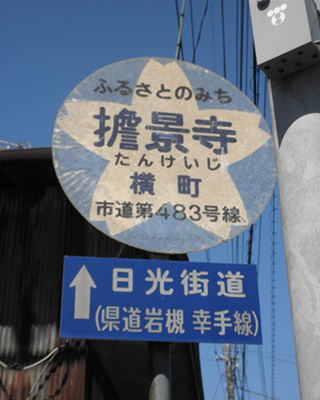 ふるさとのみち
擔景寺
たんけいじ
横町
市道第483号線
↑日光街道
(県道岩槻 幸手線)